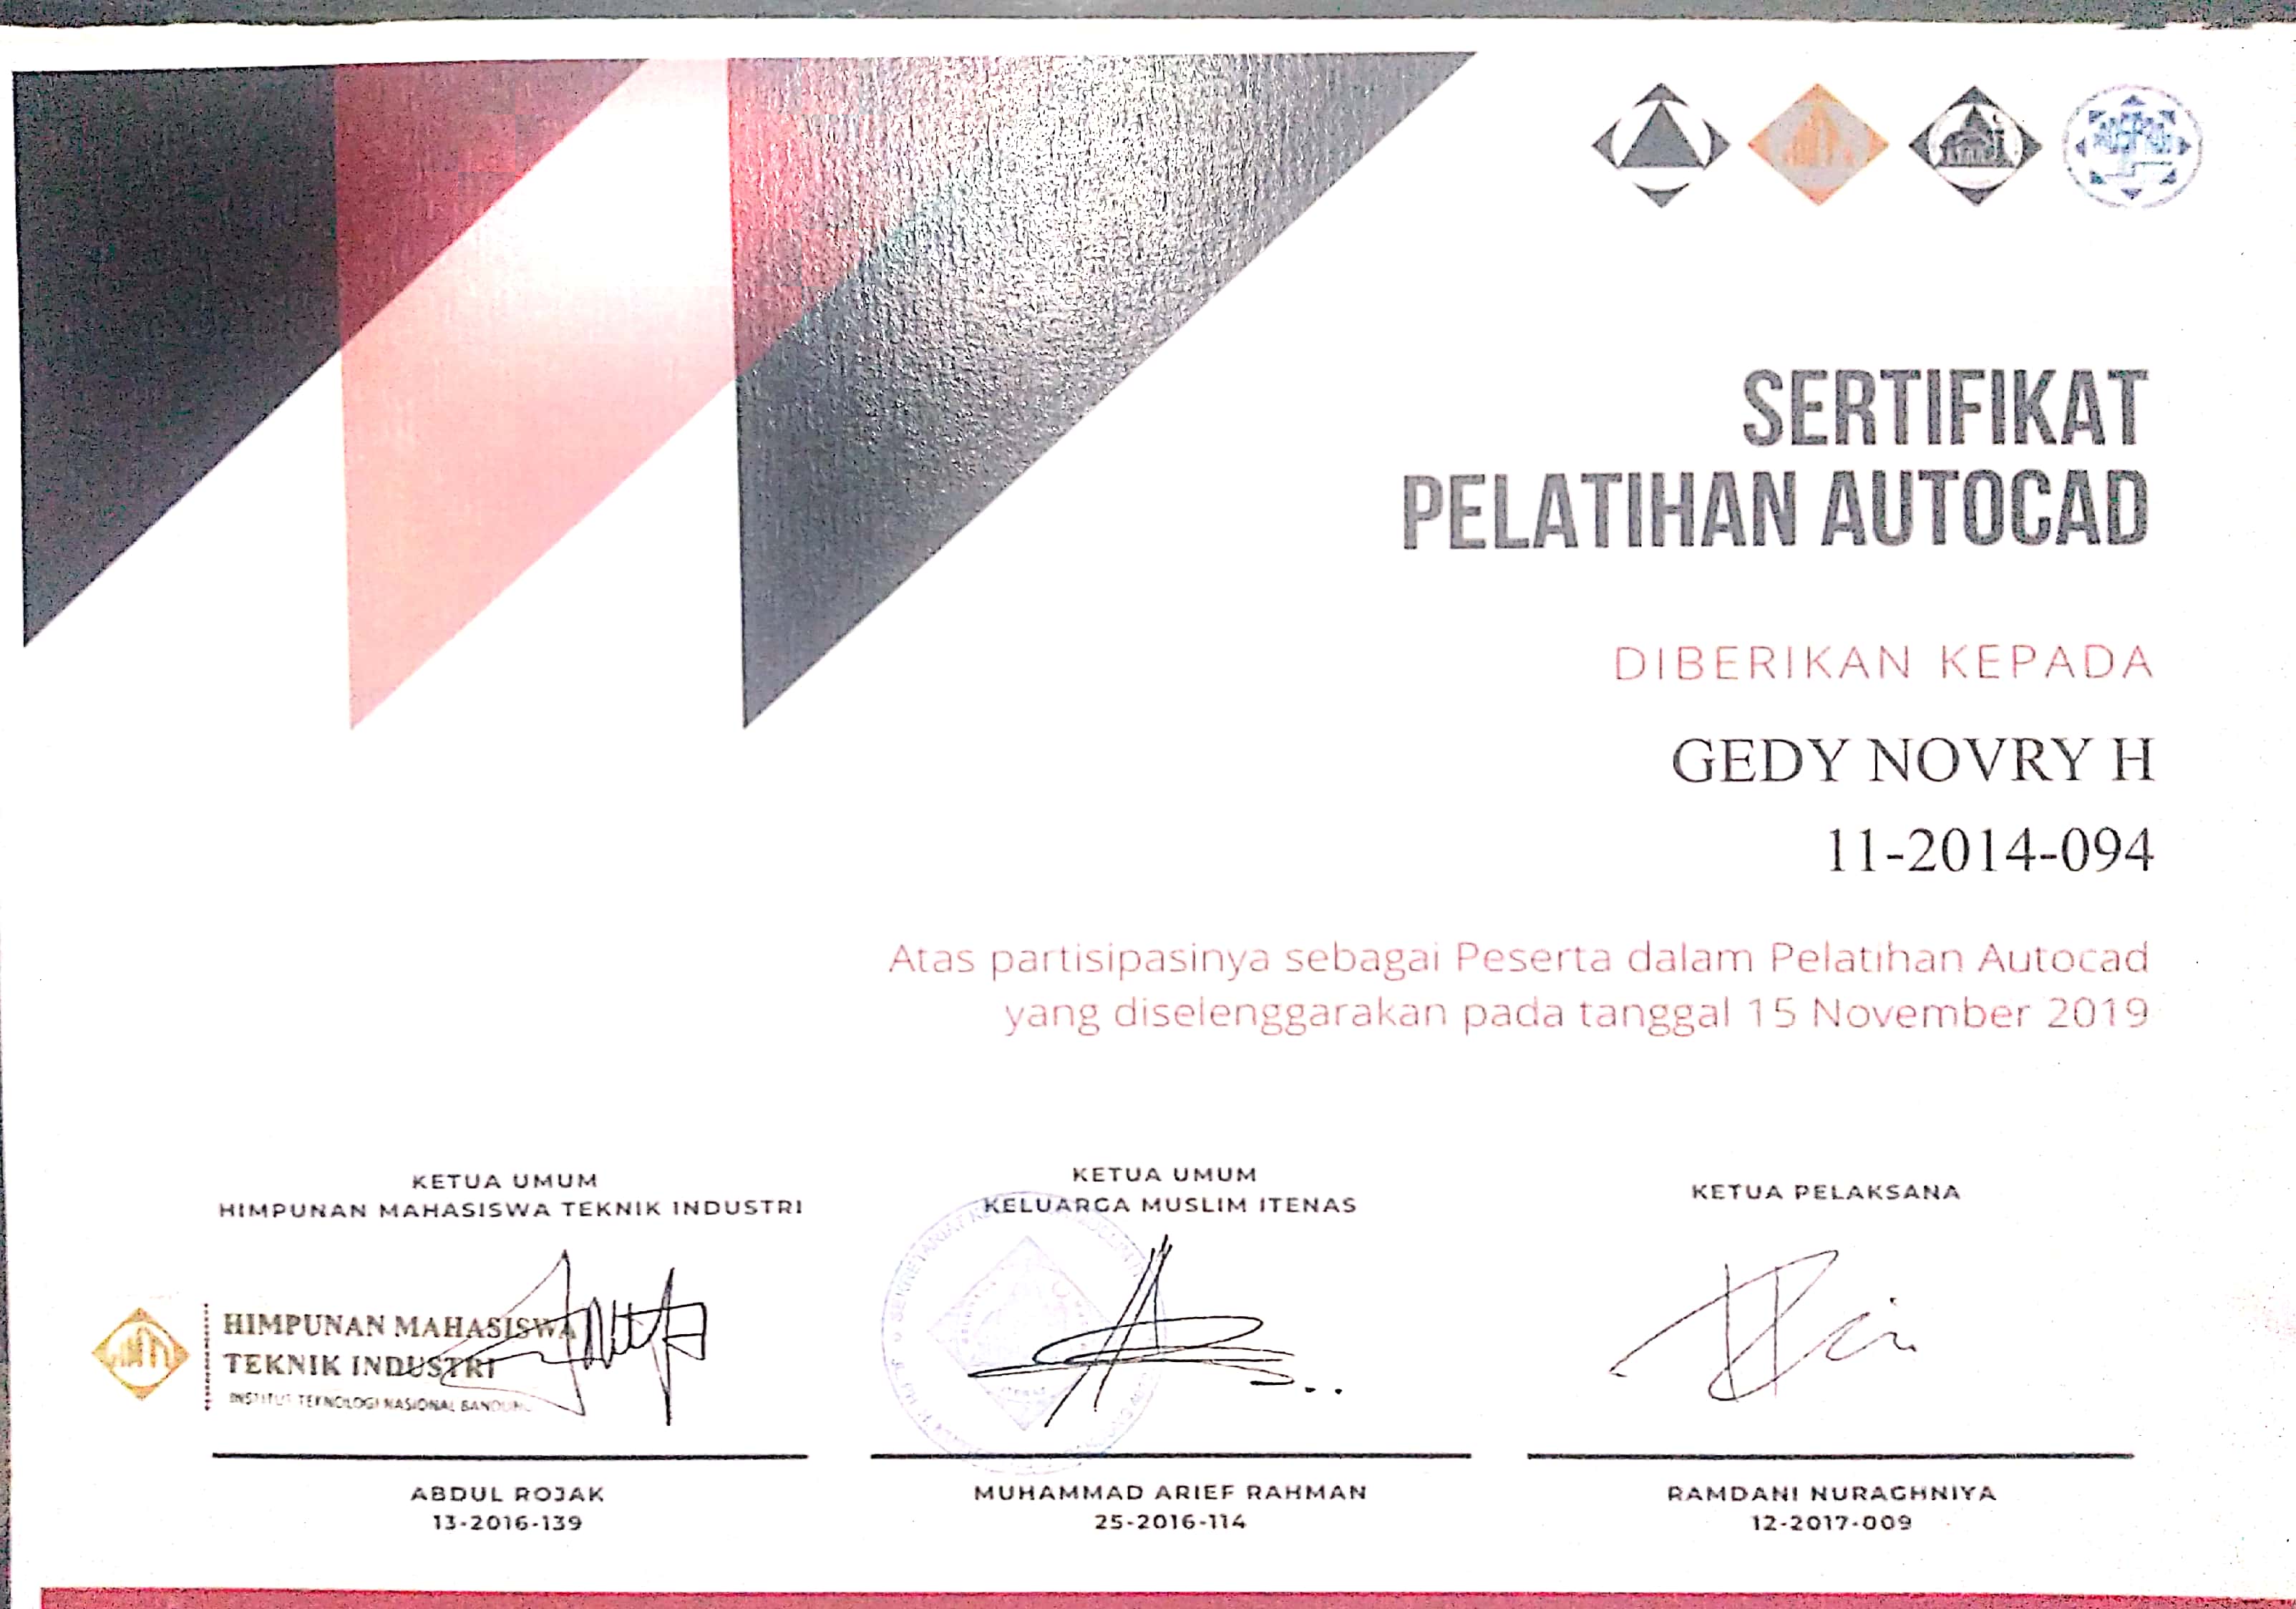 SERTIFIKAT
PELATIHAN AUTOCAD
DIBERIKAN KEPADA
GEDY NOVRY H
11-2014-094
Atas partisipasinya sebagai Peserta dalam Pelatihan Autocad
yang diselenggarakan pada tanggal 15 November 2019
KETUA UMUM
HIMPUNAN MAHASISWA TEKNIK INDUSTRI
HIMPUNAN MAHASISWA
TEKNIK INDUSTRI
INSTITUT TEKNOLOGI NASIONAL BANDUNG
ABDUL ROJAK
13-2016-139
KETUA UMUM
KELUARGA MUSLIM ITENAS
MUHAMMAD ARIEF RAHMAN
25-2016-114
KETUA PELAKSANA
RAMDANI NURAGHNIYA
12-2017-009